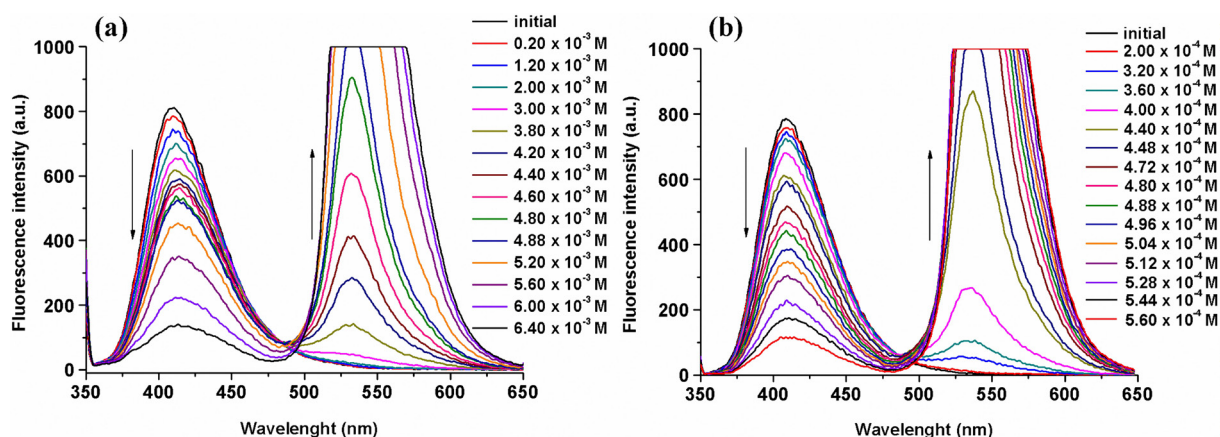 (a)
Fluorescence intensity (a.u.)
1000
800
600
400
200
0
350 400 450 500 550 600 650
Wavelenght (nm)
initial
0.20 x 10⁻³ M
1.20 x 10⁻³ M
2.00 x 10⁻³ M
3.00 x 10⁻³ M
3.80 x 10⁻³ M
4.20 x 10⁻³ M
4.40 x 10⁻³ M
4.60 x 10⁻³ M
4.80 x 10⁻³ M
4.88 x 10⁻³ M
5.20 x 10⁻³ M
5.60 x 10⁻³ M
6.00 x 10⁻³ M
6.40 x 10⁻³ M
(b)
Fluorescence intensity (a.u.)
1000
800
600
400
200
0
350 400 450 500 550 600 650
Wavelenght (nm)
initial
2.00 x 10⁻⁴ M
3.20 x 10⁻⁴ M
3.60 x 10⁻⁴ M
4.00 x 10⁻⁴ M
4.40 x 10⁻⁴ M
4.48 x 10⁻⁴ M
4.72 x 10⁻⁴ M
4.80 x 10⁻⁴ M
4.88 x 10⁻⁴ M
4.96 x 10⁻⁴ M
5.04 x 10⁻⁴ M
5.12 x 10⁻⁴ M
5.28 x 10⁻⁴ M
5.44 x 10⁻⁴ M
5.60 x 10⁻⁴ M